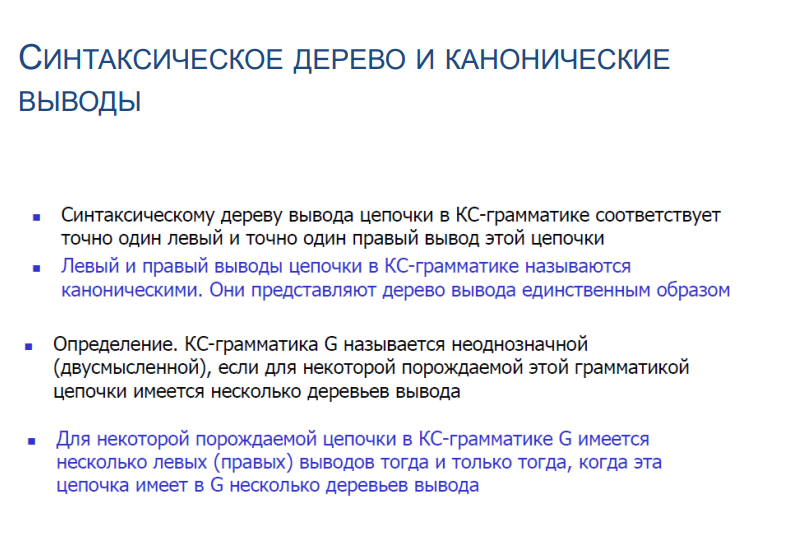 Синтаксическое дерево и канонические
выводы
Синтаксическому дереву вывода цепочки в КС-грамматике соответствует
точно один левый и точно один правый вывод этой цепочки
Левый и правый выводы цепочки в КС-грамматике называются
каноническими. Они представляют дерево вывода единственным образом
Определение. КС-грамматика G называется неоднозначной
(двусмысленной), если для некоторой порождаемой этой грамматикой
цепочки имеется несколько деревьев вывода
Для некоторой порождаемой цепочки в КС-грамматике G имеется
несколько левых (правых) выводов тогда и только тогда, когда эта
цепочка имеет в G несколько деревьев вывода